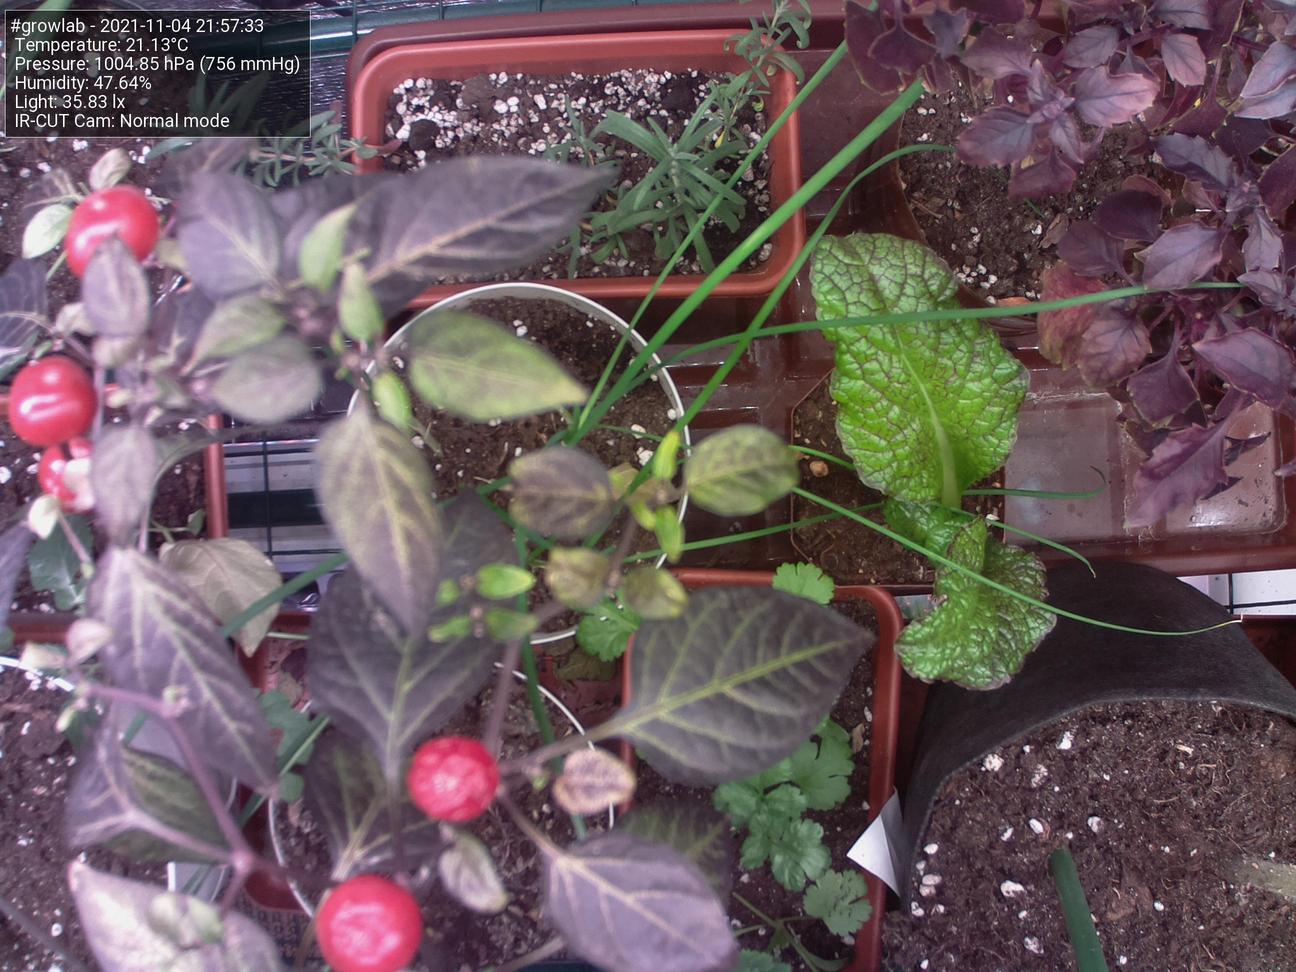 #growlab - 2021-11-04 21:57:33
Temperature: 21.13°C
Pressure: 1004.85 hPa (756 mmHg)
Humidity: 47.64%
Light: 35.83 lx
IR-CUT Cam: Normal mode